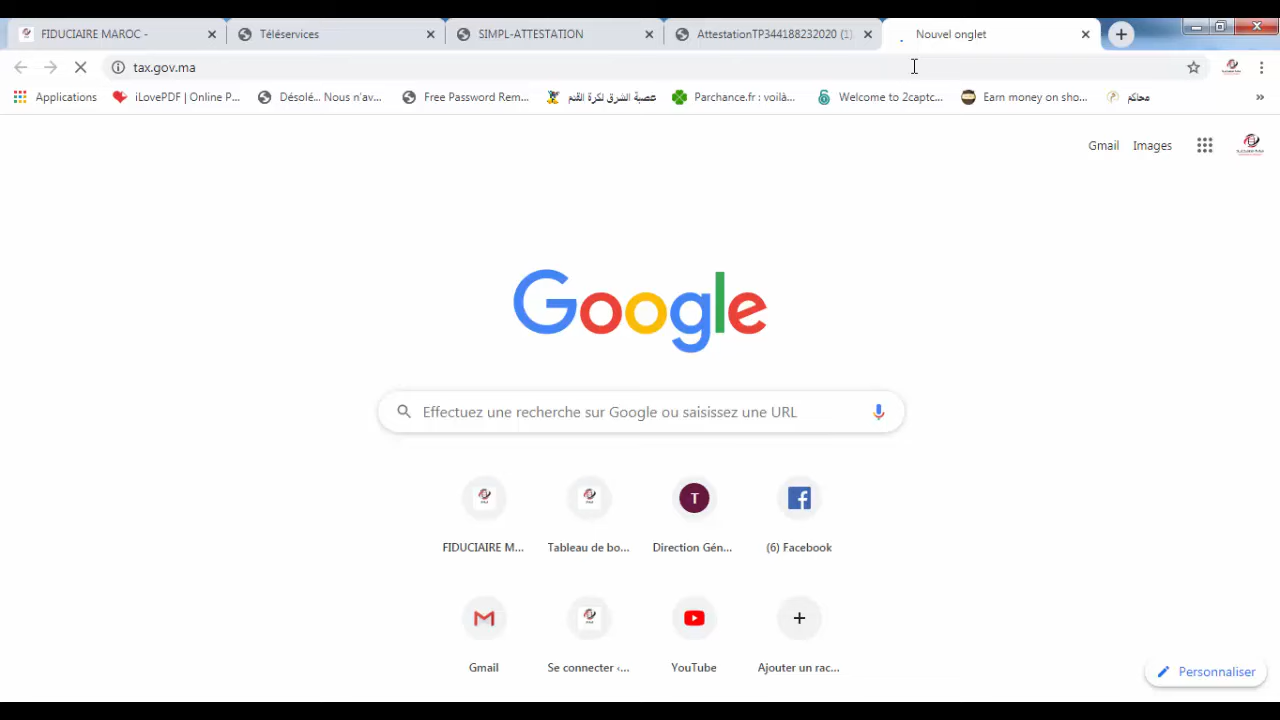 FIDUCIAIRE MAROC -
Téléservices
SIMPL-ATTESTATION
AttestationTP344188232020 (1)
Nouvel onglet
tax.gov.ma
Applications
iLovePDF | Online P...
Désolé... Nous n'av...
Free Password Rem...
عصبة الشرق لكرة القدم
Parchance.fr : voilà...
Welcome to 2captc...
Earn money on sho...
محاكم
»
Gmail Images
Google
Effectuez une recherche sur Google ou saisissez une URL
T
FIDUCIAIRE M...
Tableau de bo...
Direction Gén...
(6) Facebook
Gmail
Se connecter ‹...
YouTube
Ajouter un rac...
Personnaliser